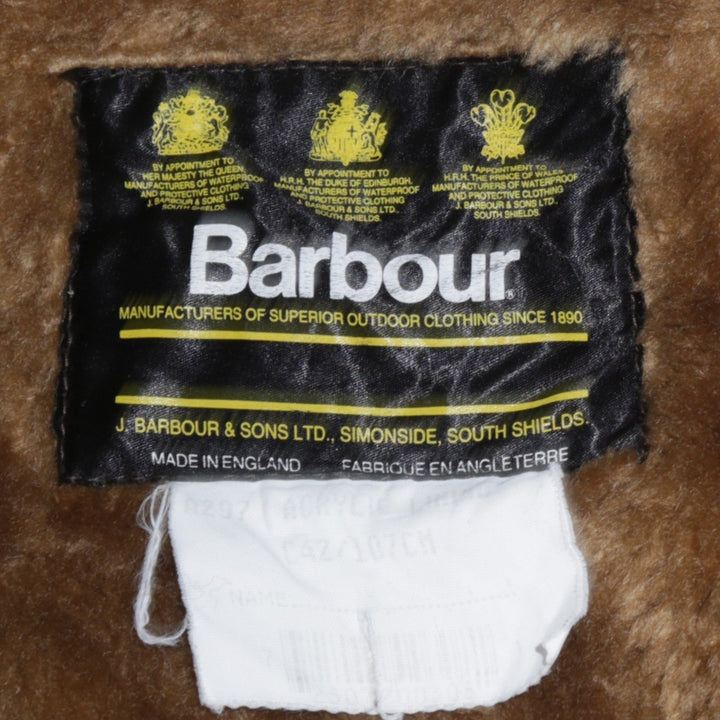 BY APPOINTMENT TO
HER MAJESTY THE QUEEN
MANUFACTURERS OF WATERPROOF
AND PROTECTIVE CLOTHING
J. BARBOUR & SONS LTD.,
SOUTH SHIELDS.
BY APPOINTMENT TO
H.R.H. THE DUKE OF EDINBURGH
MANUFACTURERS OF WATERPROOF
AND PROTECTIVE CLOTHING
J. BARBOUR & SONS LTD.,
SOUTH SHIELDS.
BY APPOINTMENT TO
H.R.H. THE PRINCE OF WALES
MANUFACTURERS OF WATERPROOF
AND PROTECTIVE CLOTHING
J. BARBOUR & SONS LTD.,
SOUTH SHIELDS.
Barbour®
MANUFACTURERS OF SUPERIOR OUTDOOR CLOTHING SINCE 1890
J. BARBOUR & SONS LTD., SIMONSIDE, SOUTH SHIELDS.
MADE IN ENGLAND FABRIQUE EN ANGLETERRE
A297 ACRYLIC
C42/107CM
NAME